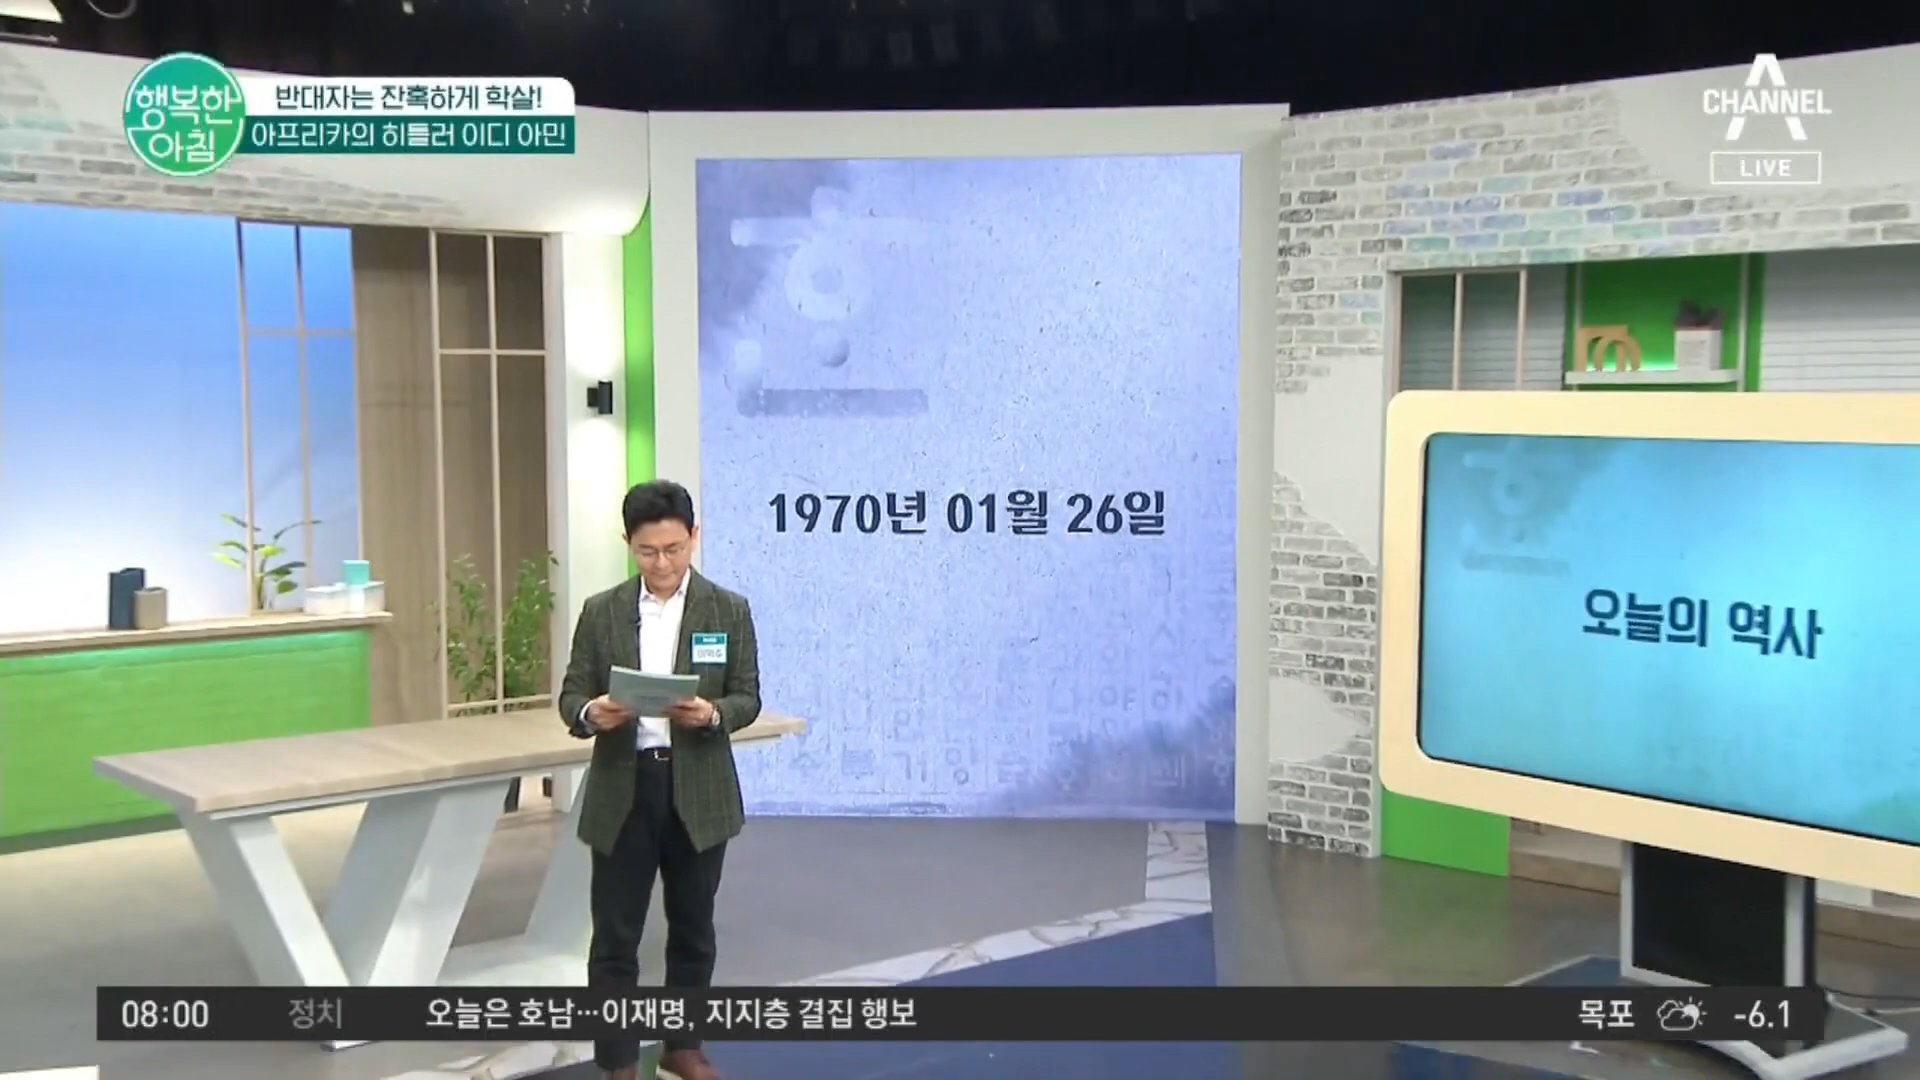 행복한
아침
반대자는 잔혹하게 학살!
아프리카의 히틀러 이디 아민
CHANNEL
LIVE
1970년 01월 26일
오늘의 역사
08:00 정치 오늘은 호남…이재명, 지지층 결집 행보 목포 -6.1